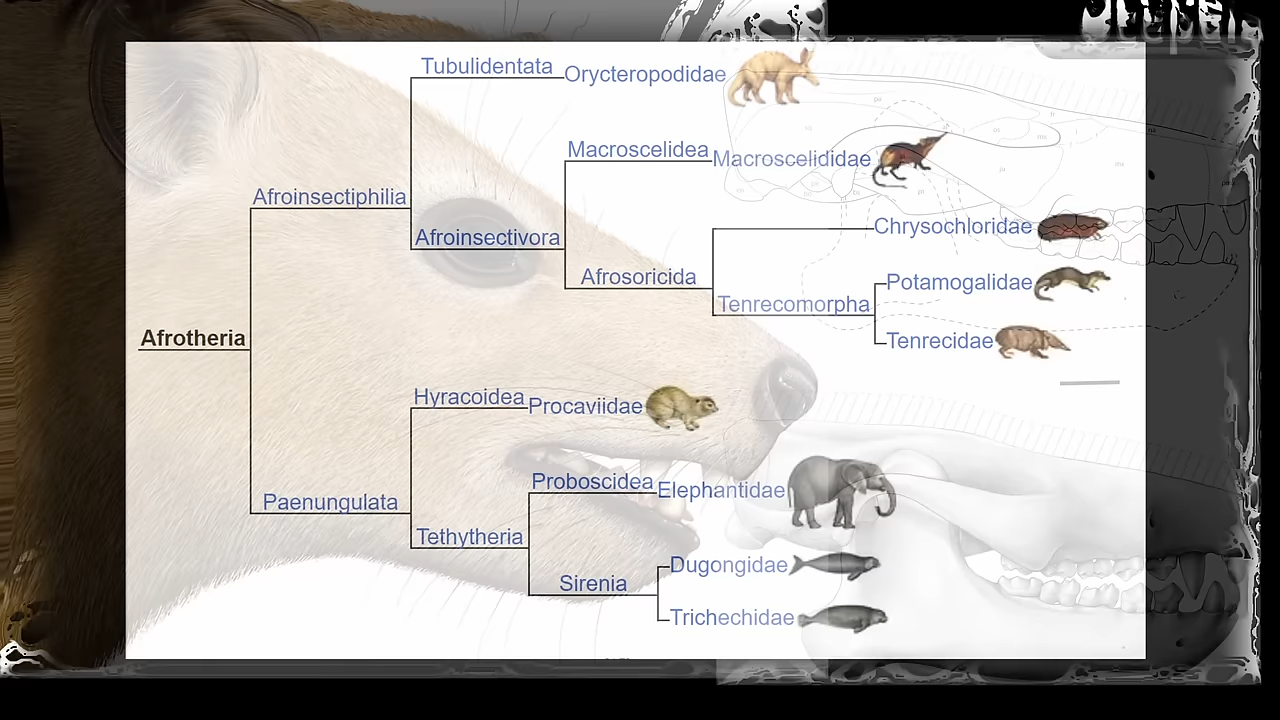 Tubulidentata
Orycteropodidae
Macroscelidea
Macroscelididae
Afroinsectiphilia
Chrysochloridae
Afroinsectivora
Afrosoricida
Potamogalidae
Tenrecomorpha
Afrotheria
Tenrecidae
Hyracoidea
Procaviidae
Proboscidea
Elephantidae
Paenungulata
Tethytheria
Dugongidae
Sirenia
Trichechidae